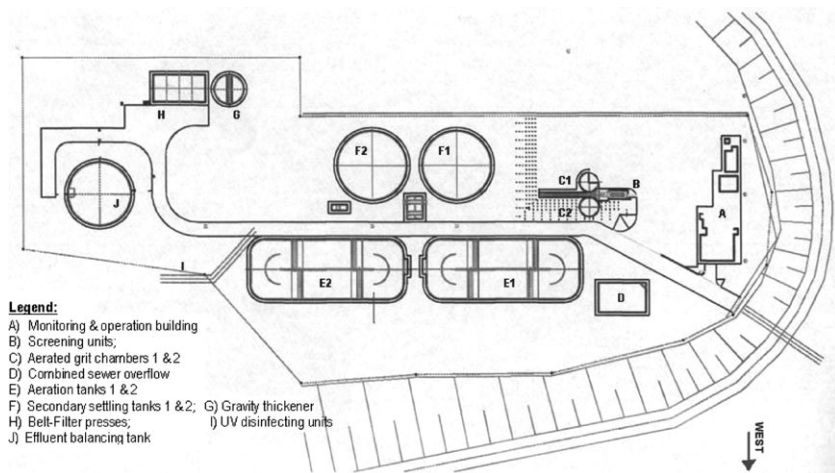 H
G
F2
F1
C1
B
C2
A
J
I
E2
E1
D
Legend:
A) Monitoring & operation building
B) Screening units;
C) Aerated grit chambers 1 & 2
D) Combined sewer overflow
E) Aeration tanks 1 & 2
F) Secondary settling tanks 1 & 2; G) Gravity thickener
H) Belt-Filter presses; I) UV disinfecting units
J) Effluent balancing tank
WEST